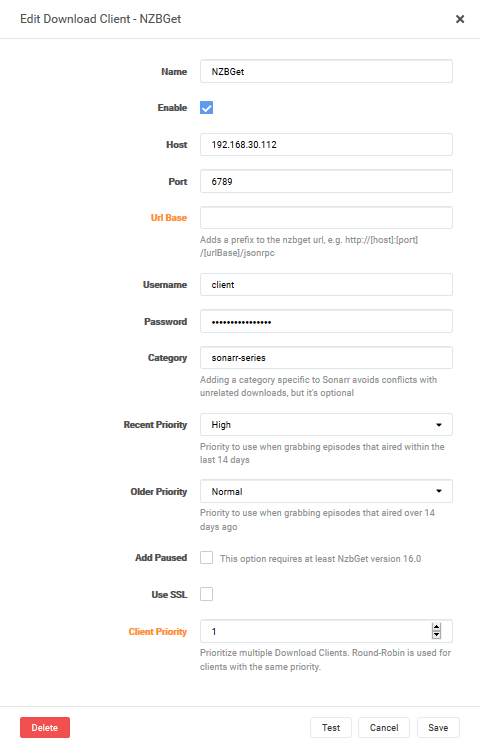 Edit Download Client - NZBGet
Name NZBGet
Enable
Host 192.168.30.112
Port 6789
Url Base
Adds a prefix to the nzbget url, e.g. http://[host]:[port]
/[urlBase]/jsonrpc
Username client
Password ••••••••••••••••
Category sonarr-series
Adding a category specific to Sonarr avoids conflicts with
unrelated downloads, but it's optional
Recent Priority High
Priority to use when grabbing episodes that aired within the
last 14 days
Older Priority Normal
Priority to use when grabbing episodes that aired over 14
days ago
Add Paused This option requires at least NzbGet version 16.0
Use SSL
Client Priority 1
Prioritize multiple Download Clients. Round-Robin is used for
clients with the same priority.
Delete Test Cancel Save